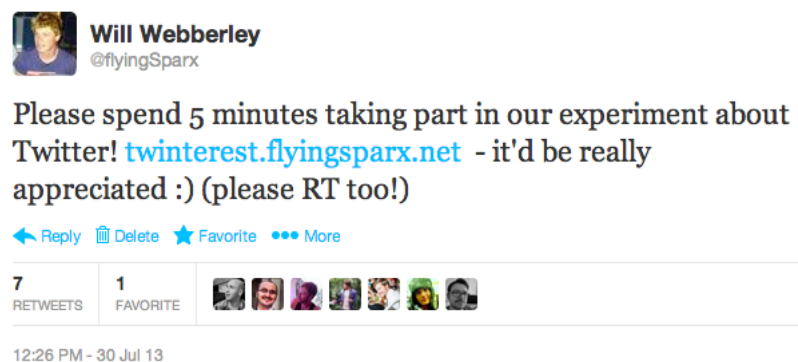 Will Webberley
@flyingSparx
Please spend 5 minutes taking part in our experiment about
Twitter! twinterest.flyingsparx.net - it'd be really
appreciated :) (please RT too!)
Reply Delete Favorite More
7 1
RETWEETS FAVORITE
12:26 PM - 30 Jul 13